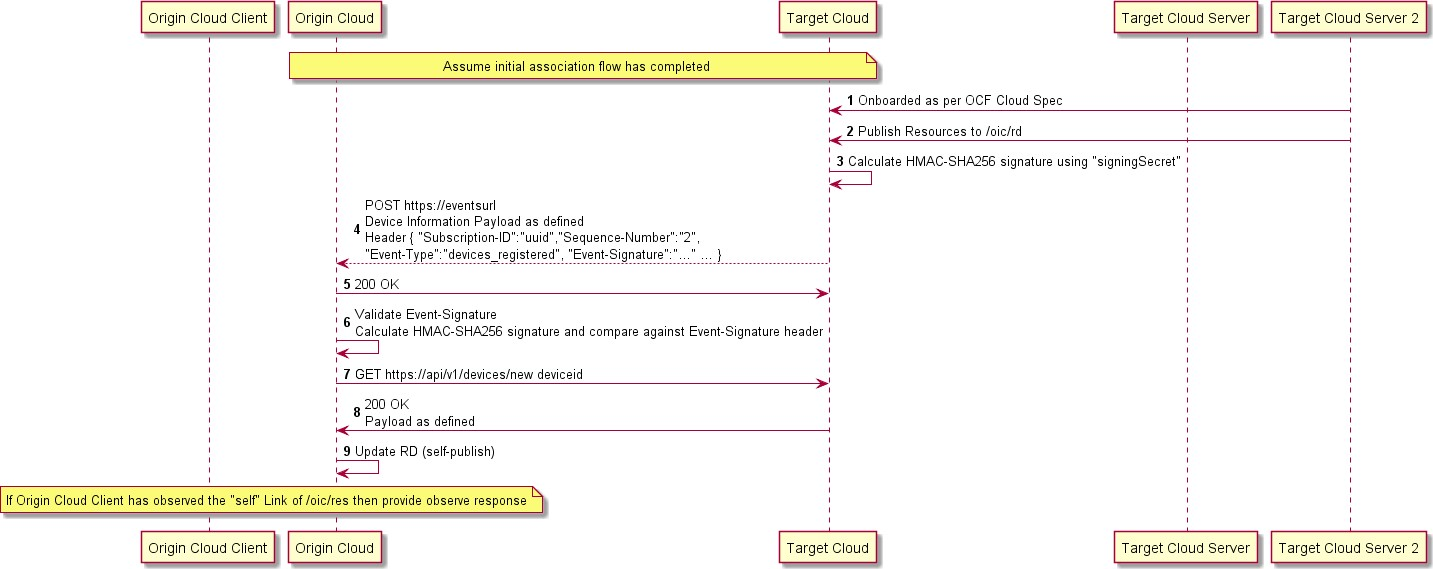 Origin Cloud Client
Origin Cloud
Target Cloud
Target Cloud Server
Target Cloud Server 2
Assume initial association flow has completed
1 Onboarded as per OCF Cloud Spec
2 Publish Resources to /oic/rd
3 Calculate HMAC-SHA256 signature using "signingSecret"
POST https://eventsurl
Device Information Payload as defined
4
Header { "Subscription-ID":"uuid","Sequence-Number":"2",
"Event-Type":"devices_registered", "Event-Signature":"..." ... }
5 200 OK
Validate Event-Signature
6
Calculate HMAC-SHA256 signature and compare against Event-Signature header
7 GET https://api/v1/devices/new deviceid
200 OK
8
Payload as defined
9 Update RD (self-publish)
If Origin Cloud Client has observed the "self" Link of /oic/res then provide observe response
Origin Cloud Client
Origin Cloud
Target Cloud
Target Cloud Server
Target Cloud Server 2